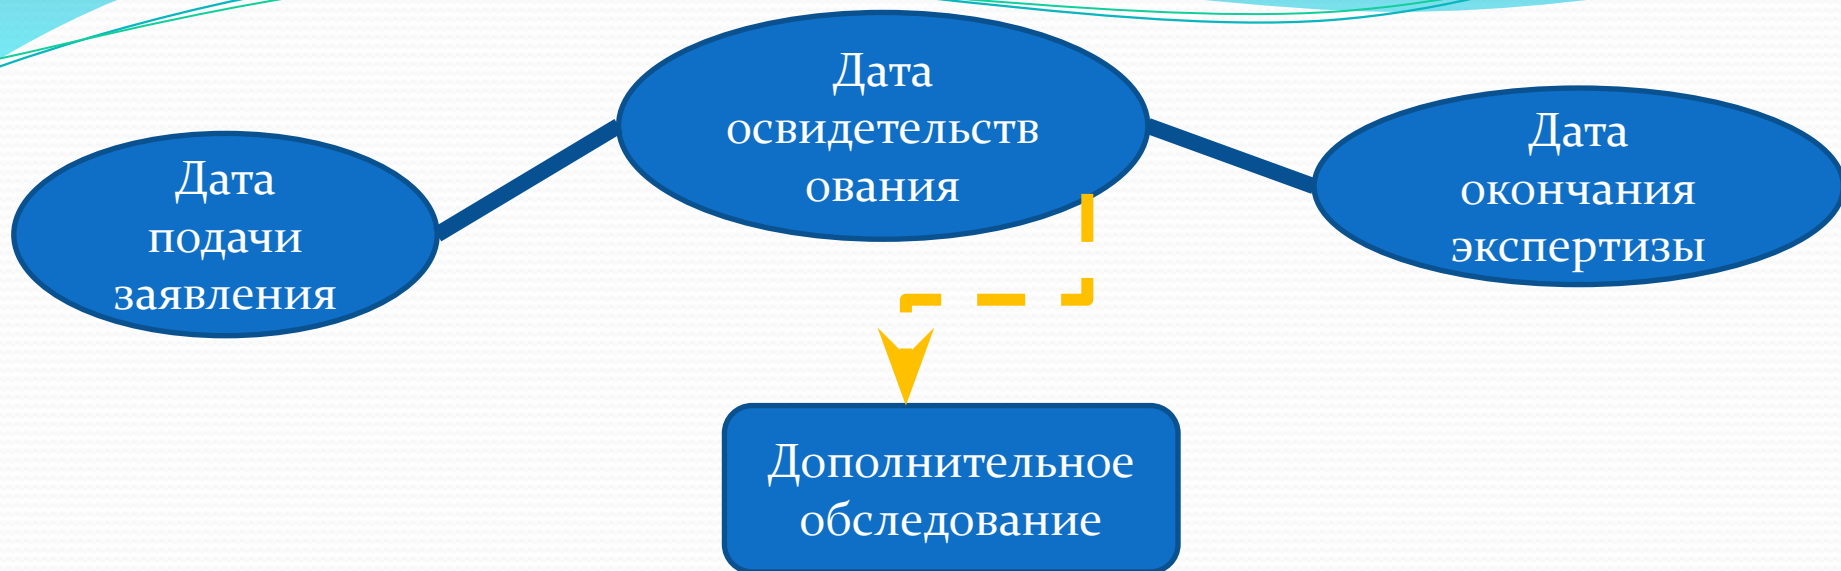 Дата
подачи
заявления
Дата
освидетельств
ования
Дата
окончания
экспертизы
Дополнительное
обследование